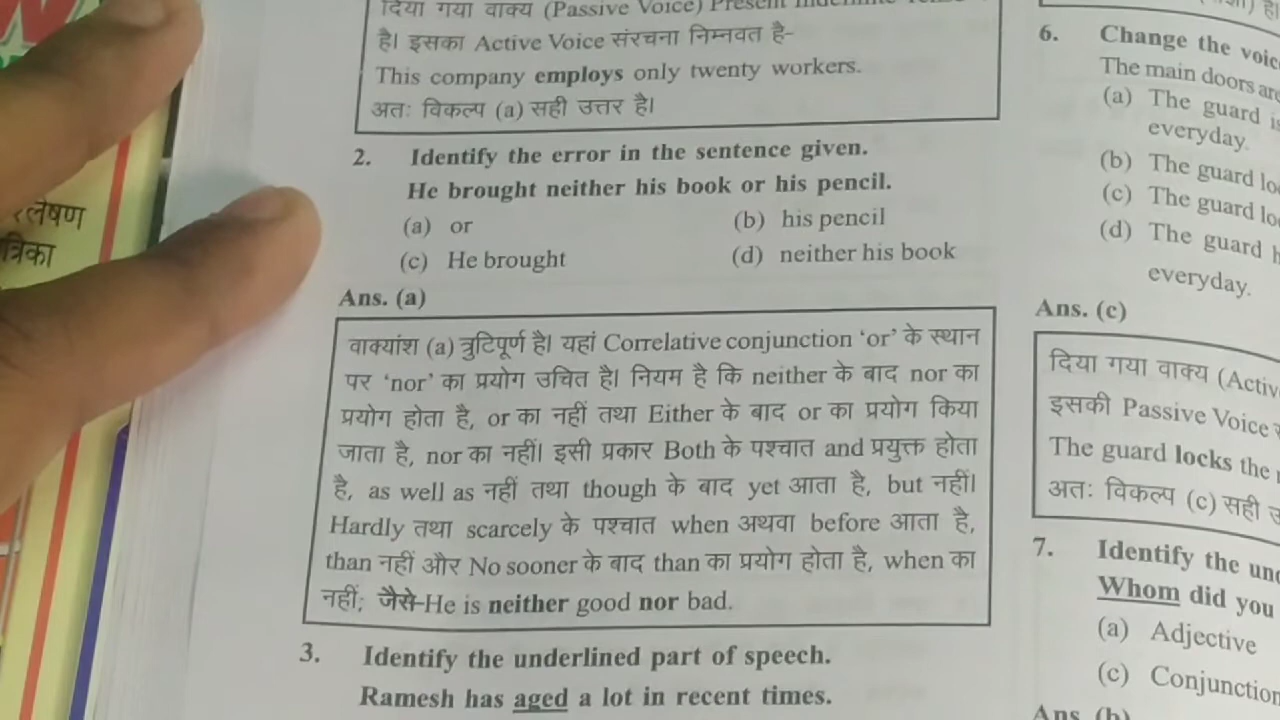 दिया गया वाक्य (Passive Voice) Present
है। इसका Active Voice संरचना निम्नवत है-
This company employs only twenty workers.
अतः विकल्प (a) सही उत्तर है।
2. Identify the error in the sentence given.
He brought neither his book or his pencil.
(a) or (b) his pencil
(c) He brought (d) neither his book
Ans. (a)
वाक्यांश (a) त्रुटिपूर्ण है। यहां Correlative conjunction ‘or’ के स्थान
पर ‘nor’ का प्रयोग उचित है। नियम है कि neither के बाद nor का
प्रयोग होता है, or का नहीं तथा Either के बाद or का प्रयोग किया
जाता है, nor का नहीं। इसी प्रकार Both के पश्चात and प्रयुक्त होता
है, as well as नहीं तथा though के बाद yet आता है, but नहीं।
Hardly तथा scarcely के पश्चात when अथवा before आता है,
than नहीं और No sooner के बाद than का प्रयोग होता है, when का
नहीं; जैसे-He is neither good nor bad.
3. Identify the underlined part of speech.
Ramesh has aged a lot in recent times.
6. Change the voic
The main doors are
(a) The guard i
everyday.
(b) The guard lo
(c) The guard lo
(d) The guard h
everyday.
Ans. (c)
दिया गया वाक्य (Activ
इसकी Passive Voice
The guard locks the
अतः विकल्प (c) सही
7. Identify the und
Whom did you
(a) Adjective
(c) Conjunction
Ans. (b)